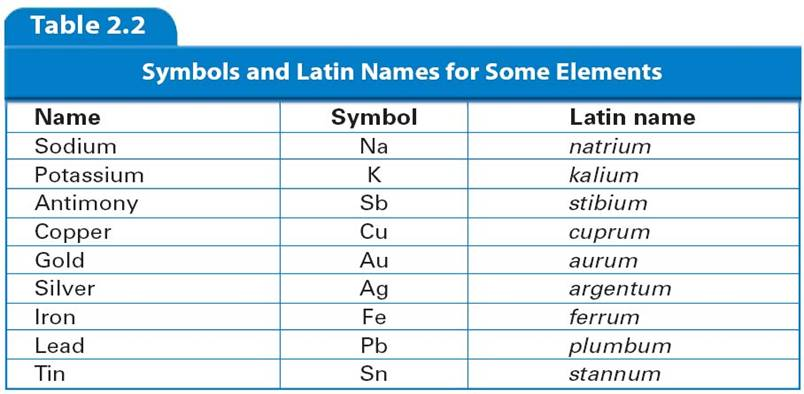 Table 2.2
Symbols and Latin Names for Some Elements
Name Symbol Latin name
Sodium Na natrium
Potassium K kalium
Antimony Sb stibium
Copper Cu cuprum
Gold Au aurum
Silver Ag argentum
Iron Fe ferrum
Lead Pb plumbum
Tin Sn stannum